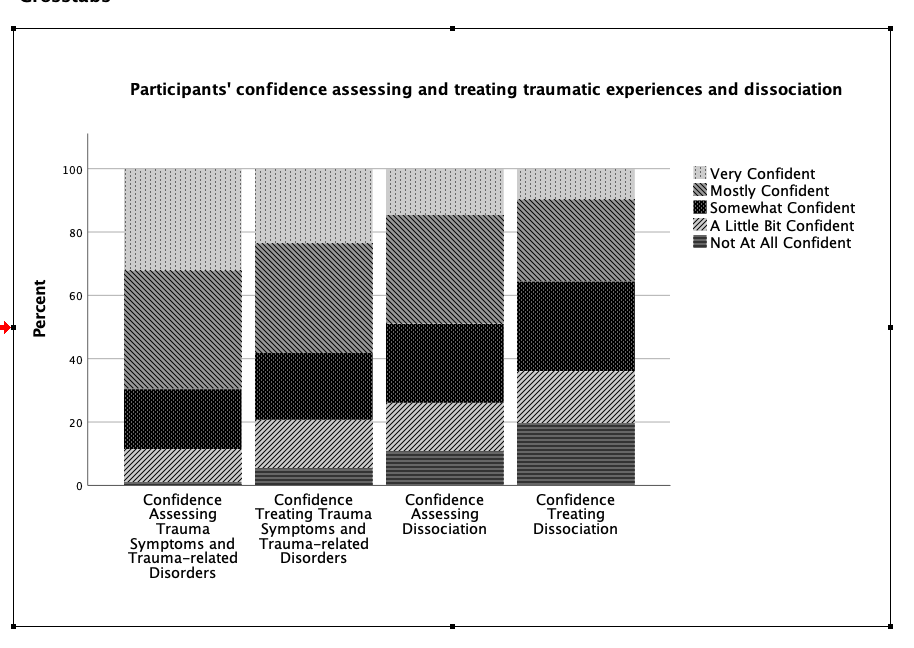 Crosstabs
Participants' confidence assessing and treating traumatic experiences and dissociation
Percent
100
80
60
40
20
0
Very Confident
Mostly Confident
Somewhat Confident
A Little Bit Confident
Not At All Confident
Confidence
Assessing
Trauma
Symptoms and
Trauma-related
Disorders
Confidence
Treating Trauma
Symptoms and
Trauma-related
Disorders
Confidence
Assessing
Dissociation
Confidence
Treating
Dissociation